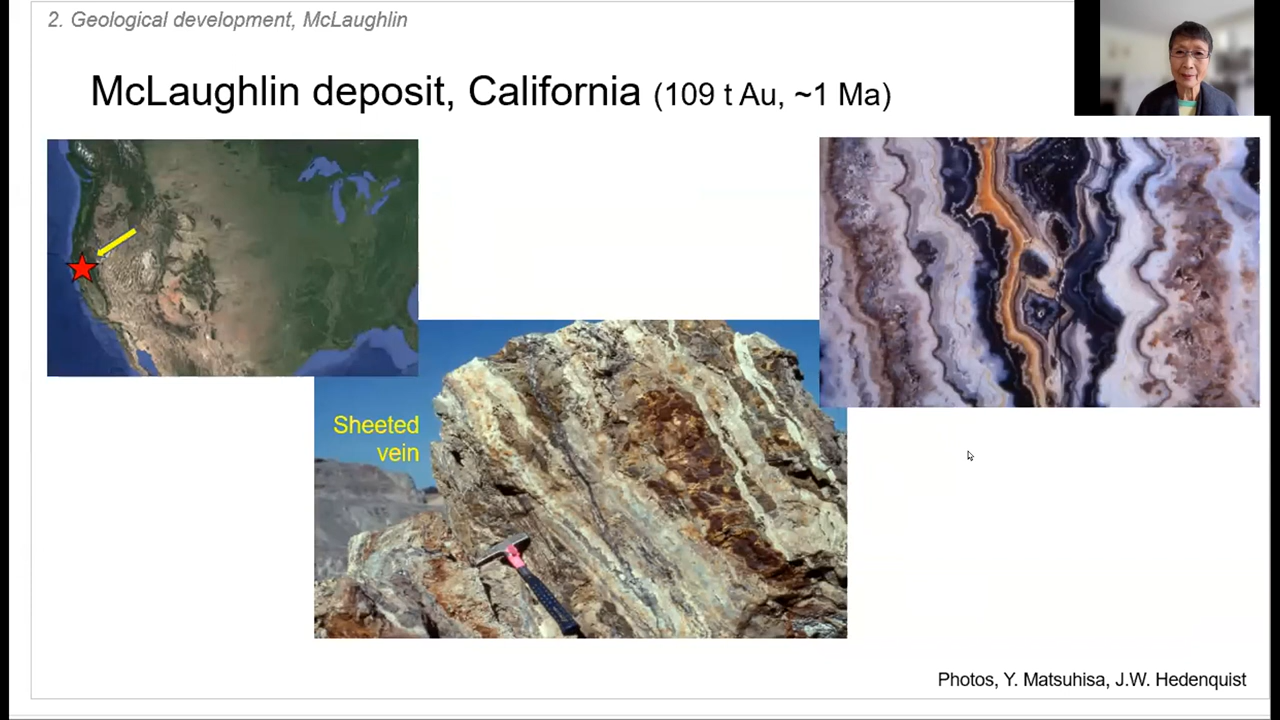 2. Geological development, McLaughlin
McLaughlin deposit, California (109 t Au, ~1 Ma)
Sheeted
vein
Photos, Y. Matsuhisa, J.W. Hedenquist